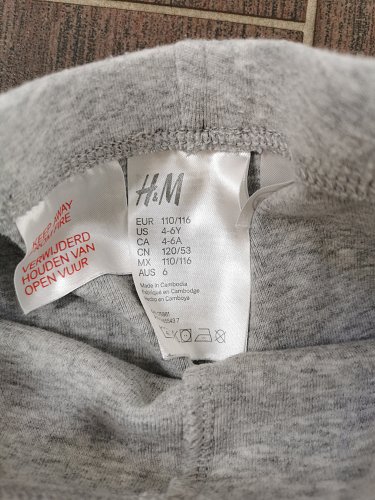 KEEP AWAY
FROM FIRE
VERWIJDERD
HOUDEN VAN
OPEN VUUR
H&M
EUR 110/116
US 4-6Y
CA 4-6A
CN 120/53
MX 110/116
AUS 6
Made in Cambodia
Fabriqué en Cambodge
Hecho en Camboya